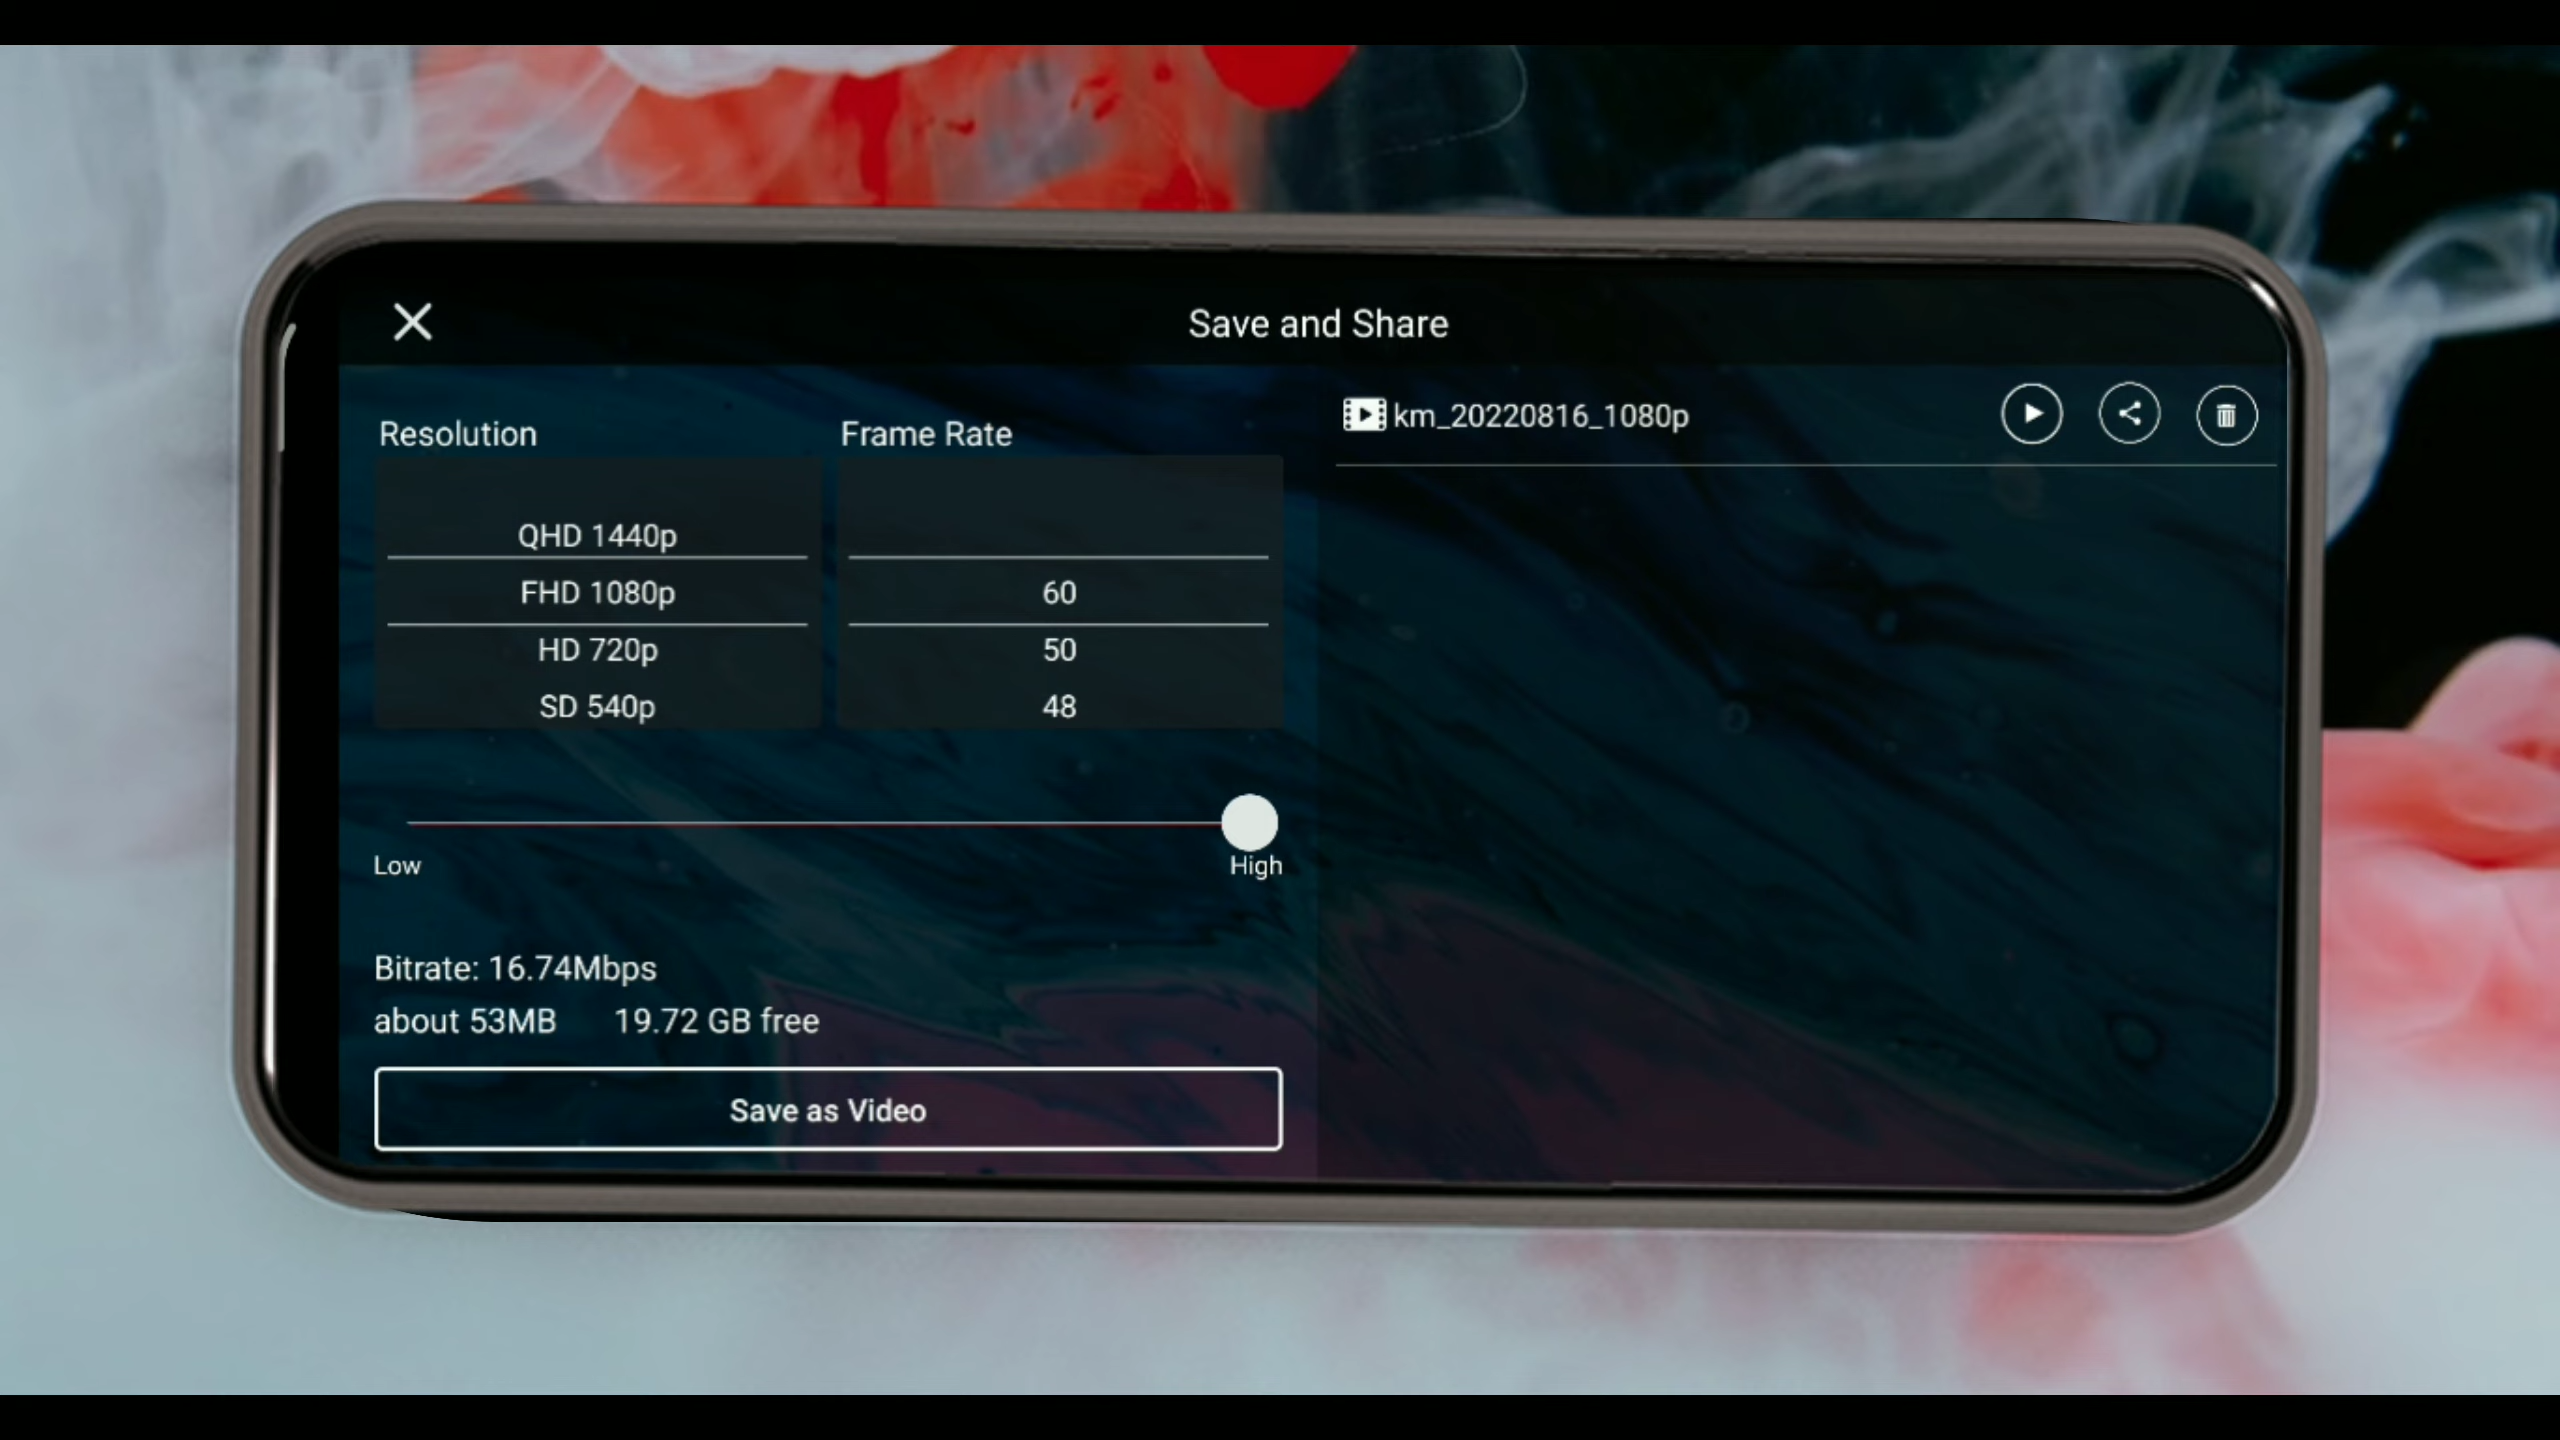 Save and Share
Resolution
QHD 1440p
FHD 1080p
HD 720p
SD 540p
Frame Rate
60
50
48
Low
High
Bitrate: 16.74Mbps
about 53MB 19.72 GB free
Save as Video
km_20220816_1080p